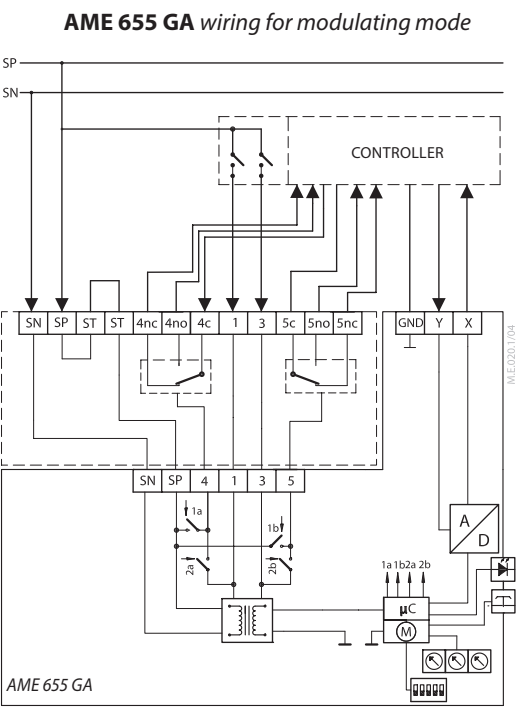 AME 655 GA wiring for modulating mode
SP
SN
CONTROLLER
SN SP ST ST 4nc 4no 4c 1 3 5c 5no 5nc GND Y X
M.E.020.1/04
SN SP 4 1 3 5
1a
1b
2a
2b
A
D
1a 1b 2a 2b
µC
M
AME 655 GA